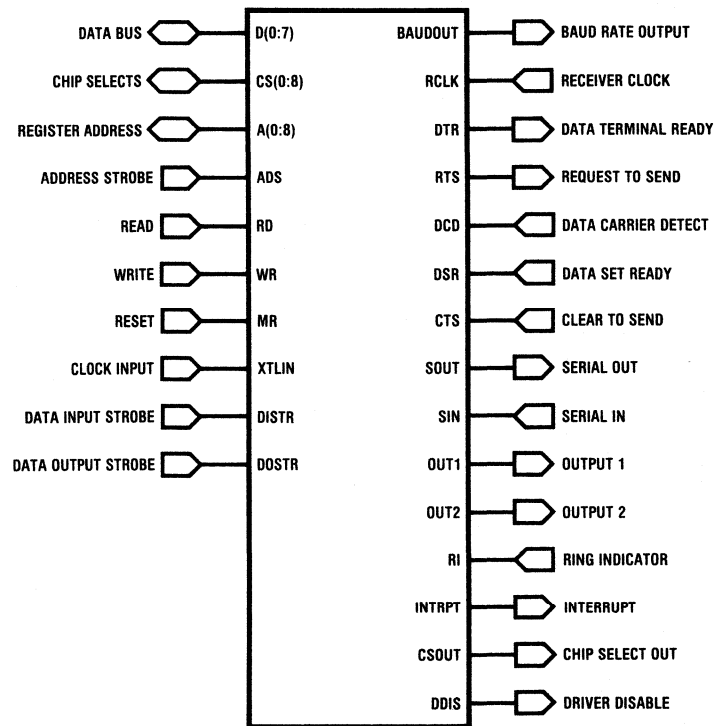 DATA BUS D(0:7) BAUDOUT BAUD RATE OUTPUT
CHIP SELECTS CS(0:8) RCLK RECEIVER CLOCK
REGISTER ADDRESS A(0:8) DTR DATA TERMINAL READY
ADDRESS STROBE ADS RTS REQUEST TO SEND
READ RD DCD DATA CARRIER DETECT
WRITE WR DSR DATA SET READY
RESET MR CTS CLEAR TO SEND
CLOCK INPUT XTLIN SOUT SERIAL OUT
DATA INPUT STROBE DISTR SIN SERIAL IN
DATA OUTPUT STROBE DOSTR OUT1 OUTPUT 1
OUT2 OUTPUT 2
RI RING INDICATOR
INTRPT INTERRUPT
CSOUT CHIP SELECT OUT
DDIS DRIVER DISABLE